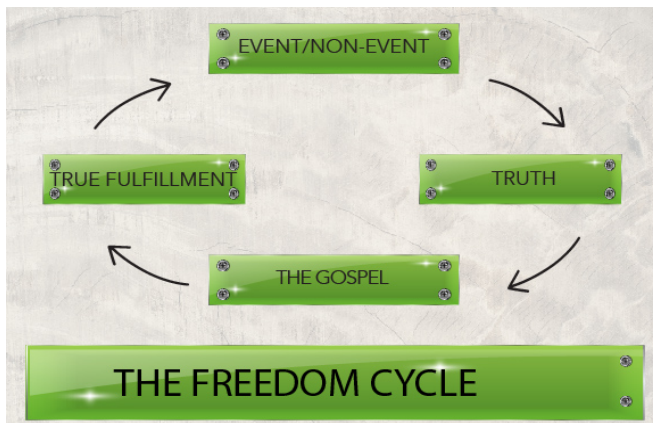 EVENT/NON-EVENT
TRUE FULFILLMENT
TRUTH
THE GOSPEL
THE FREEDOM CYCLE